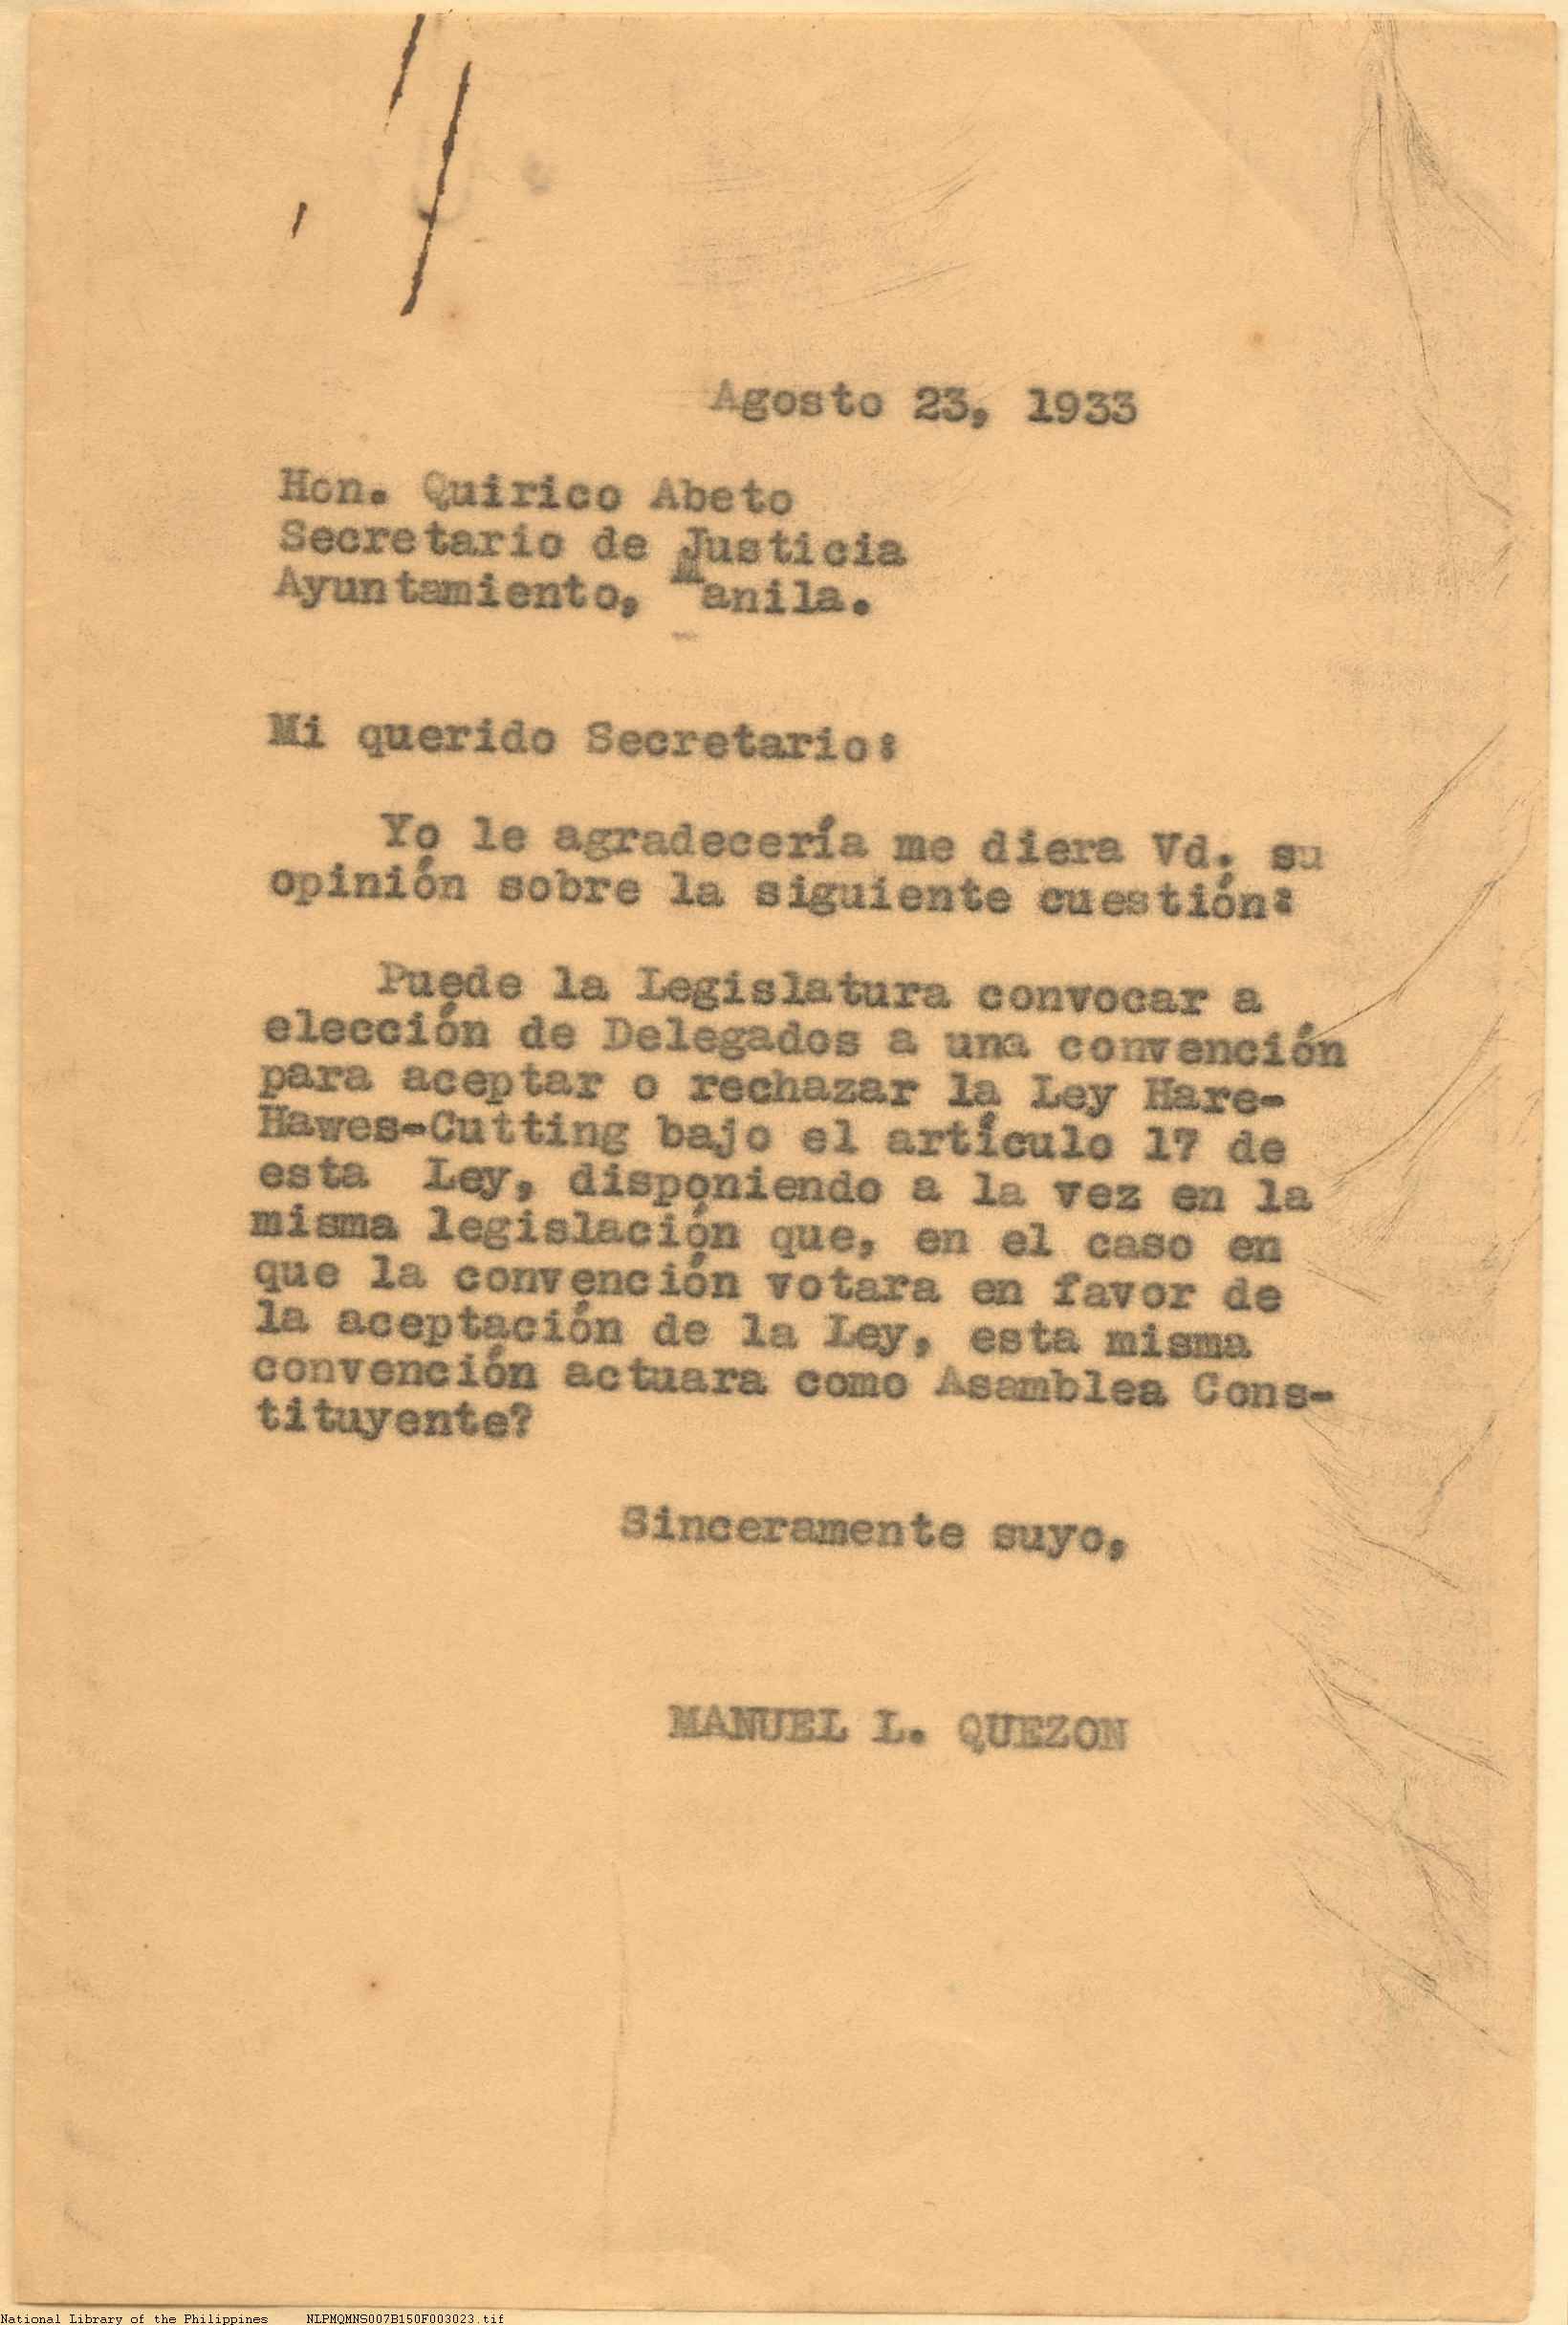 Agosto 23, 1933
Hon. Quirico Abeto
Secretario de Justicia
Ayuntamiento, Manila.
Mi querido Secretario:
Yo le agradecería me diera Vd. su
opinión sobre la siguiente cuestión:
Puede la Legislatura convocar a
elección de Delegados a una convención
para aceptar o rechazar la Ley Hare-
Hawes-Cutting bajo el artículo 17 de
esta Ley, disponiendo a la vez en la
misma legislación que, en el caso en
que la convención votara en favor de
la aceptación de la Ley, esta misma
convención actuara como Asamblea Cons-
tituyente?
Sinceramente suyo,
MANUEL L. QUEZON
National Library of the Philippines NLPMQMNS007B150F003023.tif